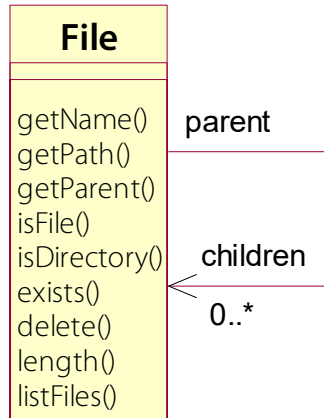 File
getName()
getPath()
getParent()
isFile()
isDirectory()
exists()
delete()
length()
listFiles()
parent
children
0..*